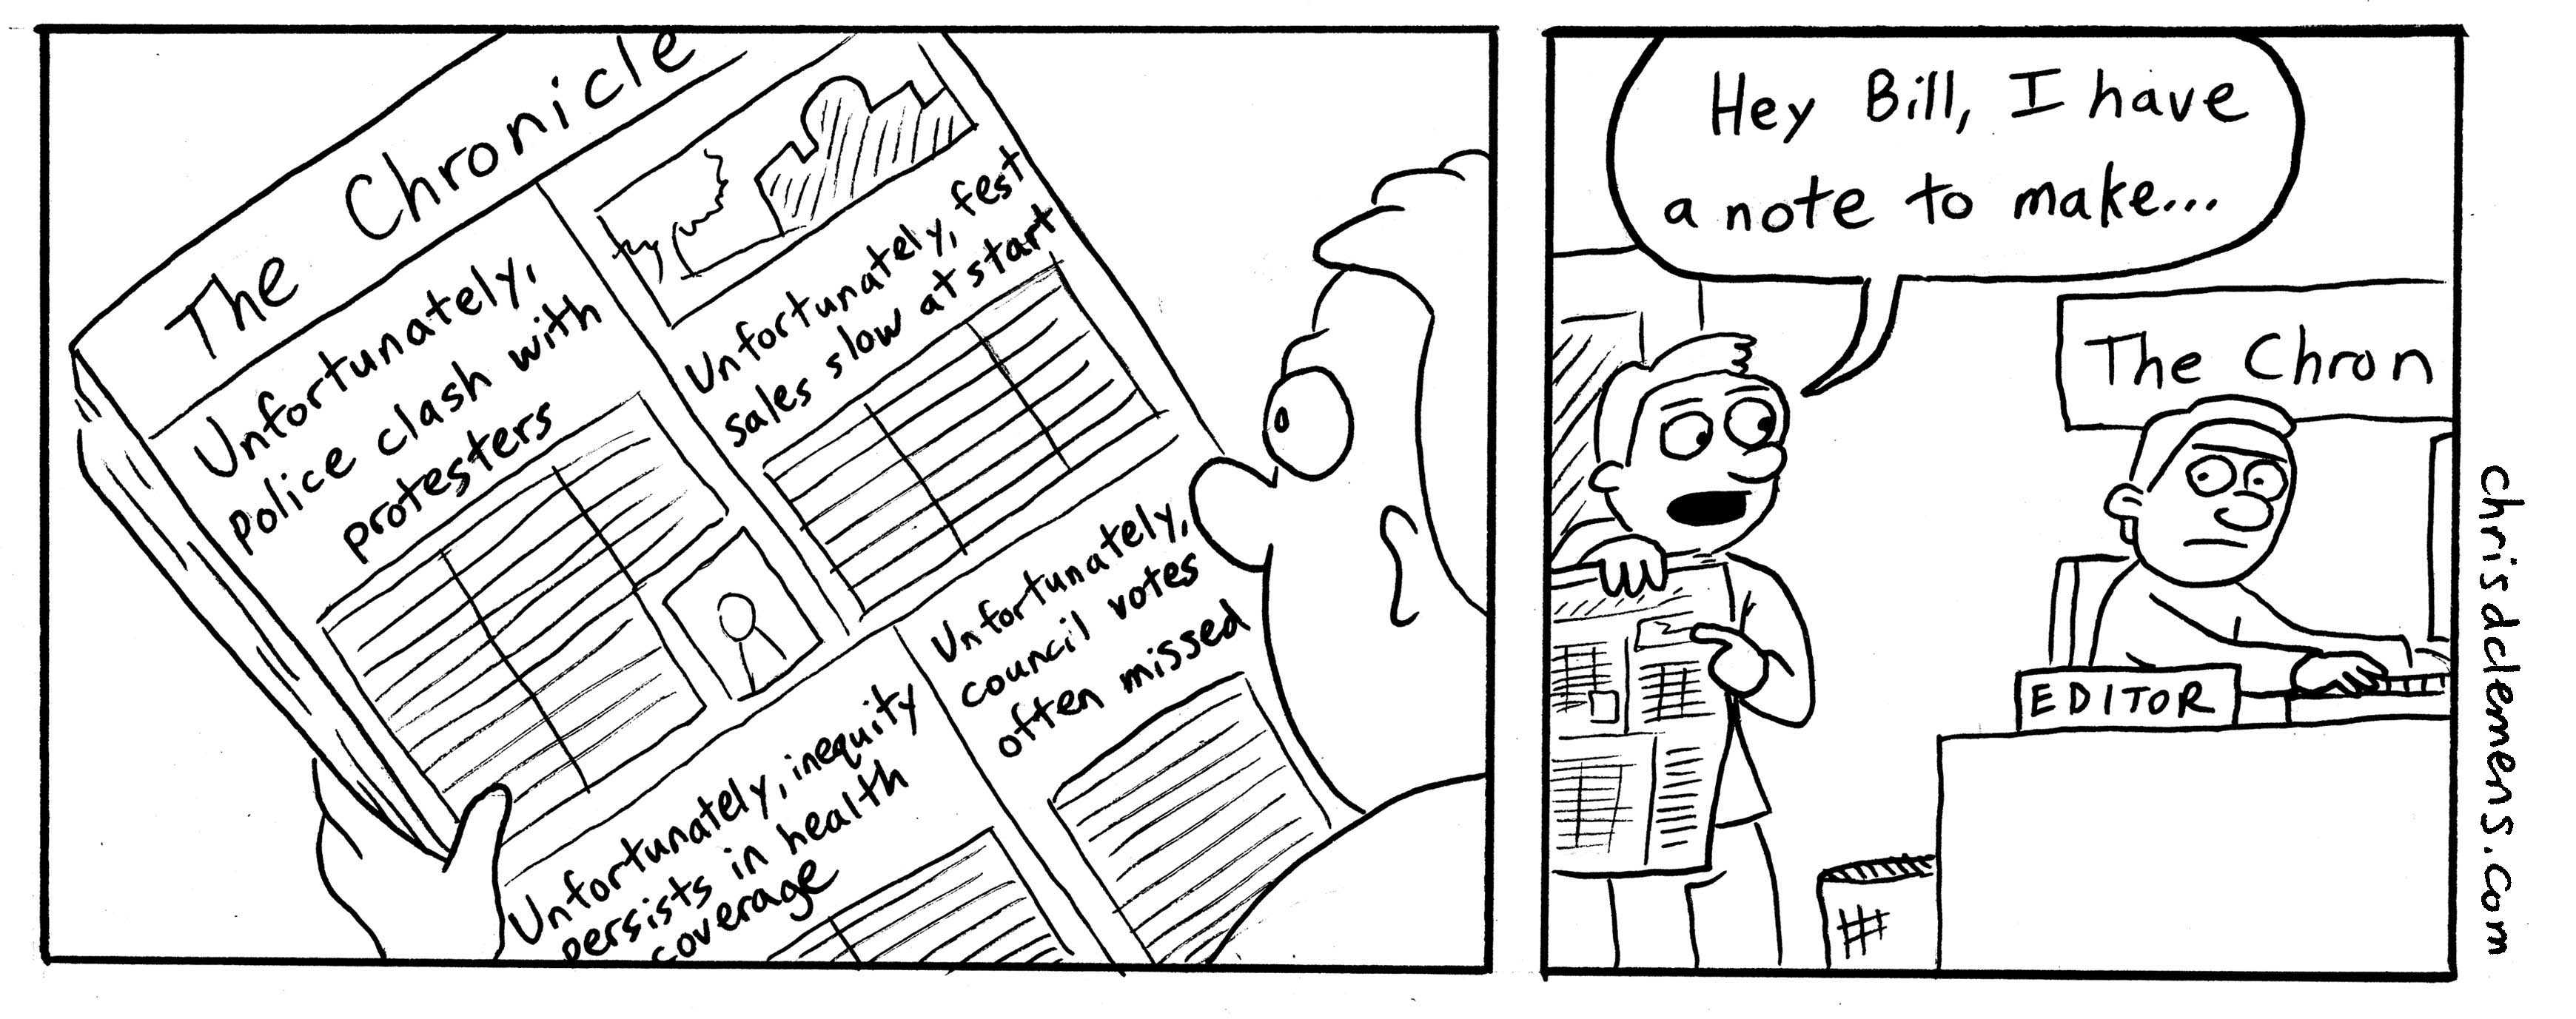 The Chronicle
Unfortunately,
police clash with
protesters
Unfortunately, fest
sales slow at start
Unfortunately, inequity
persists in health
coverage
Unfortunately,
council votes
often missed
Hey Bill, I have
a note to make...
The Chron
EDITOR
chrisdclemens.com